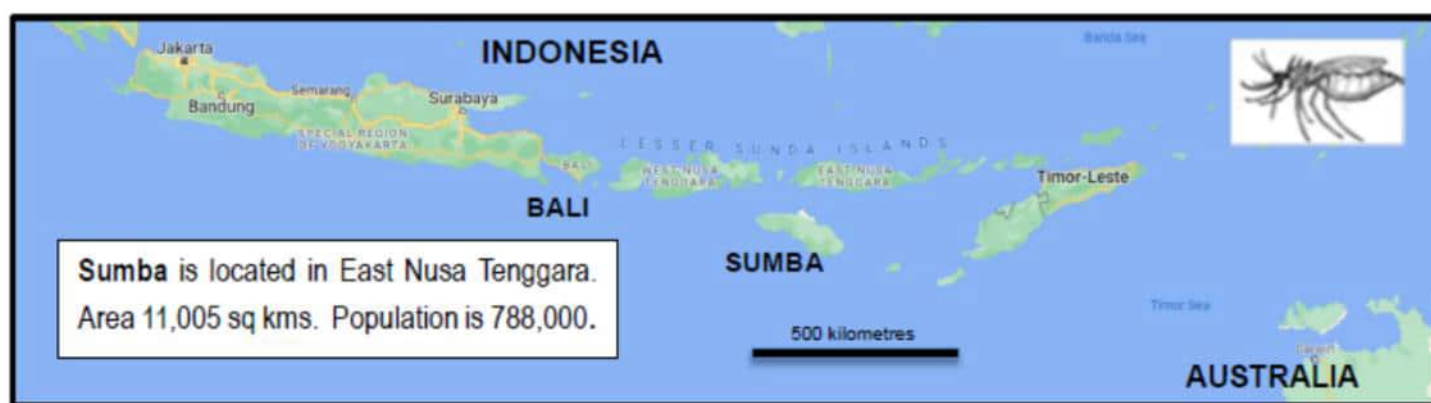 INDONESIA
Banda Sea
Jakarta
Bandung
Semarang
Surabaya
SPECIAL REGION
OF YOGYAKARTA
LESSER SUNDA ISLANDS
BALI
WEST NUSA
TENGGARA
EAST NUSA
TENGGARA
Timor-Leste
BALI
SUMBA
Sumba is located in East Nusa Tenggara.
Area 11,005 sq kms. Population is 788,000.
500 kilometres
Timor Sea
Darwin
AUSTRALIA